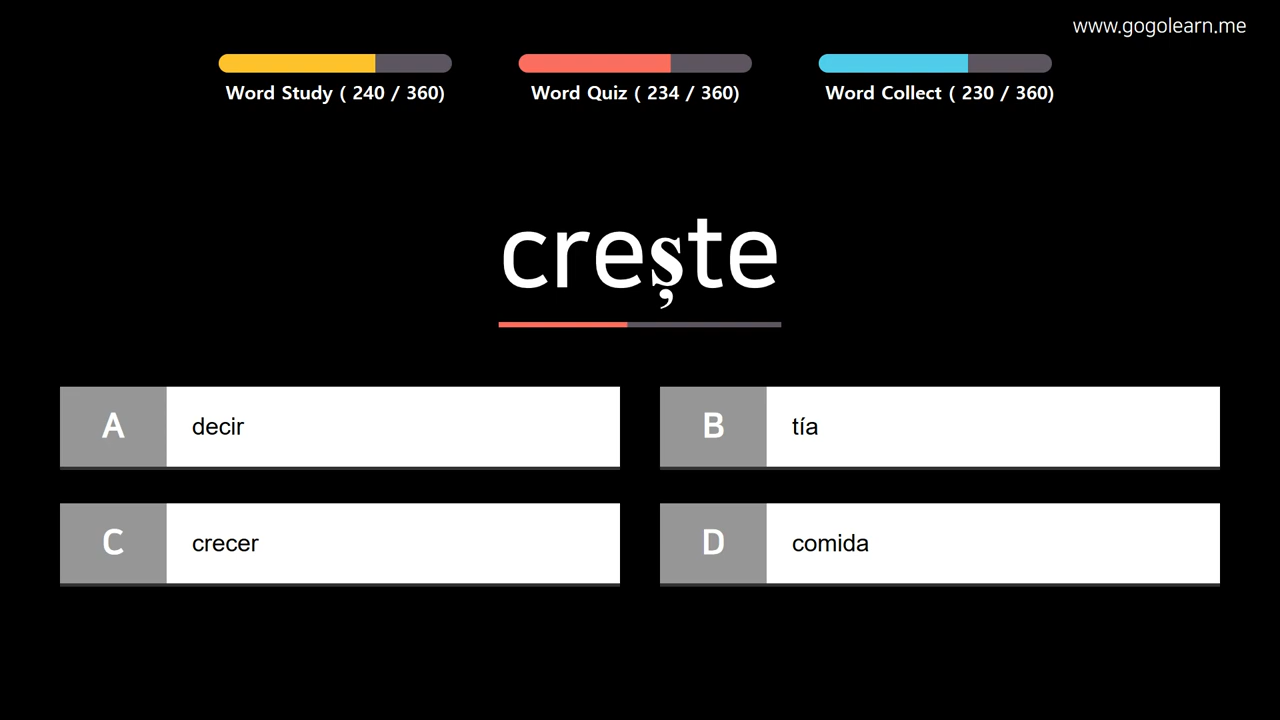 www.gogolearn.me
Word Study ( 240 / 360)
Word Quiz ( 234 / 360)
Word Collect ( 230 / 360)
crește
A decir
B tía
C crecer
D comida